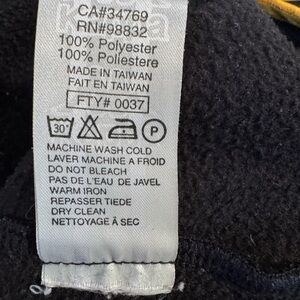 CA#34769
RN#98832
100% Polyester
100% Poliestere
MADE IN TAIWAN
FAIT EN TAIWAN
FTY# 0037
30°
P
MACHINE WASH COLD
LAVER MACHINE A FROID
DO NOT BLEACH
PAS DE L'EAU DE JAVEL
WARM IRON
REPASSER TIEDE
DRY CLEAN
NETTOYAGE À SEC